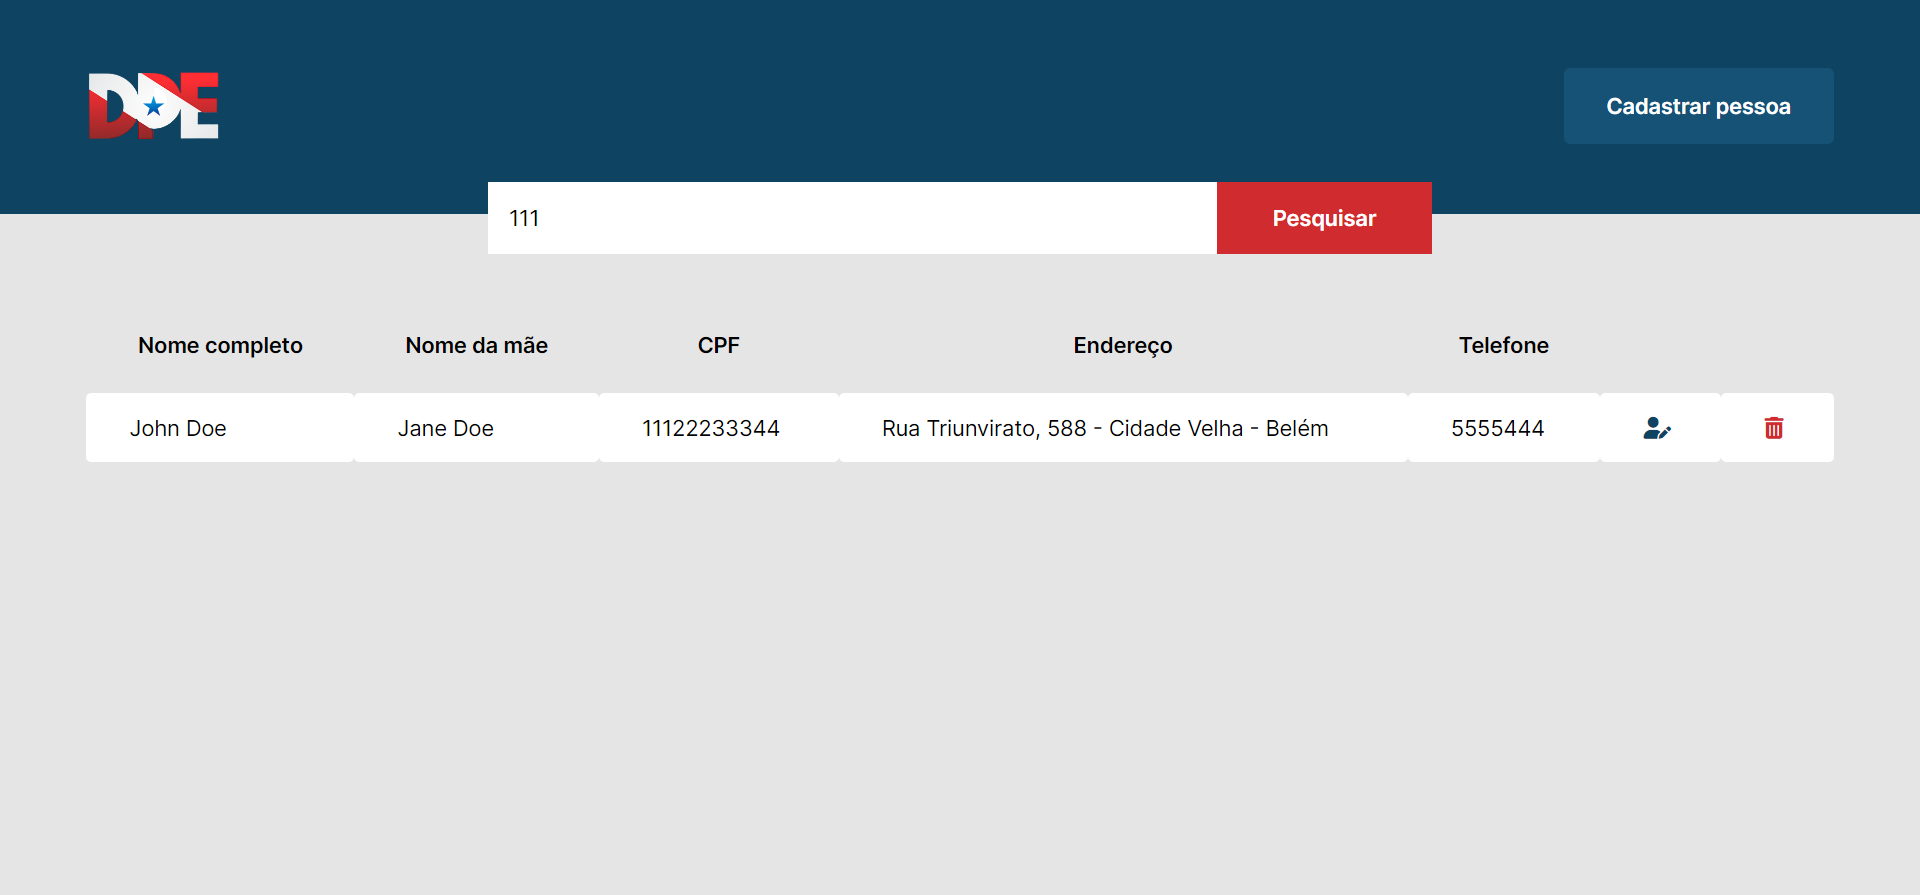 DPE
Cadastrar pessoa
111
Pesquisar
Nome completo Nome da mãe CPF Endereço Telefone
John Doe Jane Doe 11122233344 Rua Triunvirato, 588 - Cidade Velha - Belém 5555444